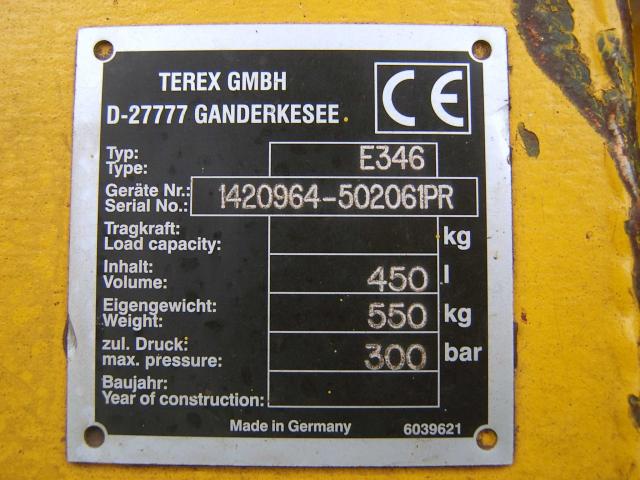 TEREX GMBH
D-27777 GANDERKESEE
CE
Typ:
Type: E346
Geräte Nr.:
Serial No.: 1420964-502061PR
Tragkraft:
Load capacity: kg
Inhalt:
Volume: 450 l
Eigengewicht:
Weight: 550 kg
zul. Druck:
max. pressure: 300 bar
Baujahr:
Year of construction:
Made in Germany 6039621